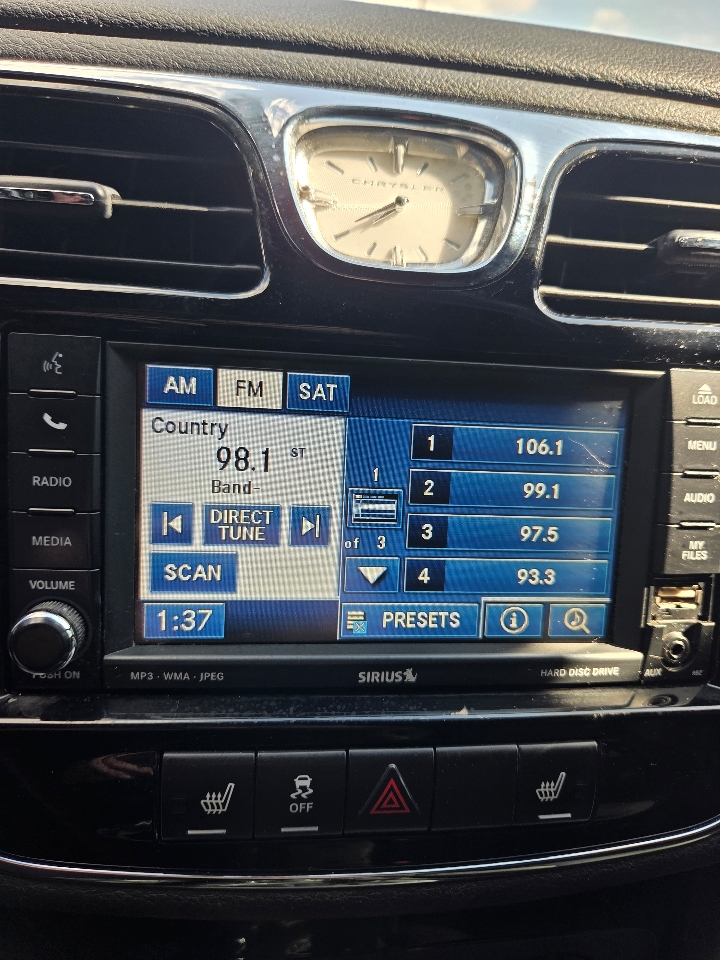 CHRYSLER
AM
FM
SAT
LOAD
Country
98.1 ST
Band-
DIRECT
TUNE
SCAN
1:37
1
of 3
1 106.1
2 99.1
3 97.5
4 93.3
PRESETS
RADIO
MEDIA
VOLUME
PUSH ON
MENU
AUDIO
MY
FILES
AUX
MP3 · WMA · JPEG
SIRIUS
HARD DISC DRIVE
OFF